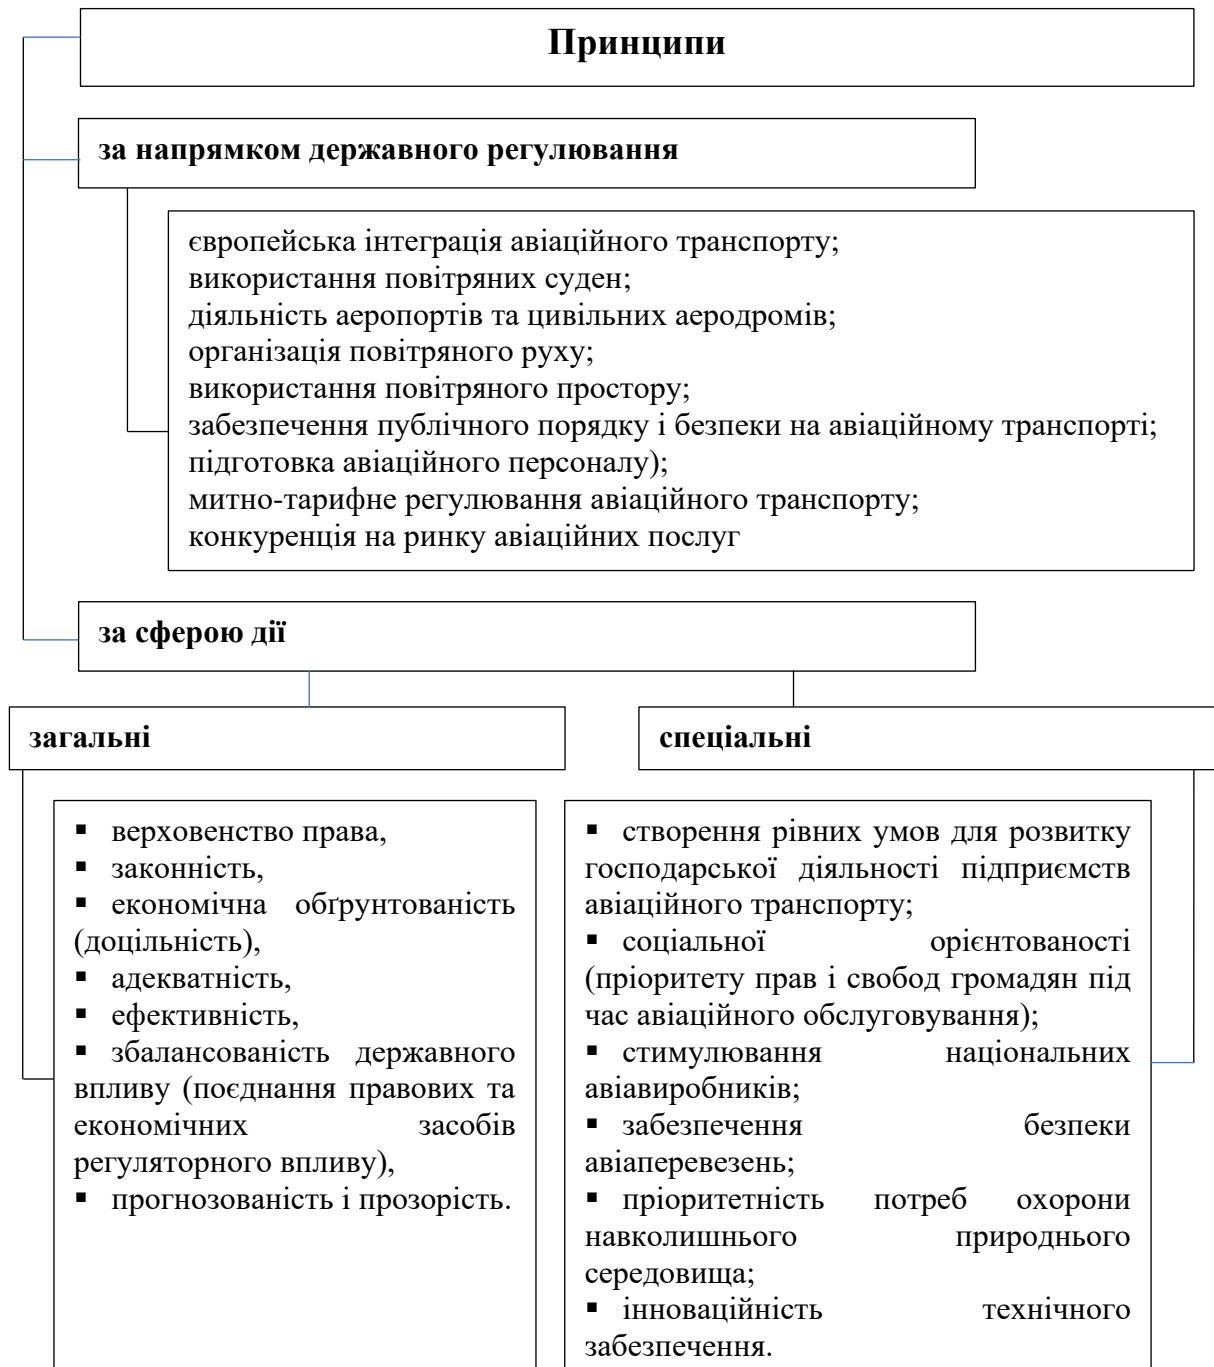 Принципи
за напрямком державного регулювання
європейська інтеграція авіаційного транспорту;
використання повітряних суден;
діяльність аеропортів та цивільних аеродромів;
організація повітряного руху;
використання повітряного простору;
забезпечення публічного порядку і безпеки на авіаційному транспорті;
підготовка авіаційного персоналу);
митно-тарифне регулювання авіаційного транспорту;
конкуренція на ринку авіаційних послуг
за сферою дії
загальні
▪ верховенство права,
▪ законність,
▪ економічна обґрунтованість
(доцільність),
▪ адекватність,
▪ ефективність,
▪ збалансованість державного
впливу (поєднання правових та
економічних засобів
регуляторного впливу),
▪ прогнозованість і прозорість.
спеціальні
▪ створення рівних умов для розвитку
господарської діяльності підприємств
авіаційного транспорту;
▪ соціальної орієнтованості
(пріоритету прав і свобод громадян під
час авіаційного обслуговування);
▪ стимулювання національних
авіавиробників;
▪ забезпечення безпеки
авіаперевезень;
▪ пріоритетність потреб охорони
навколишнього природнього
середовища;
▪ інноваційність технічного
забезпечення.